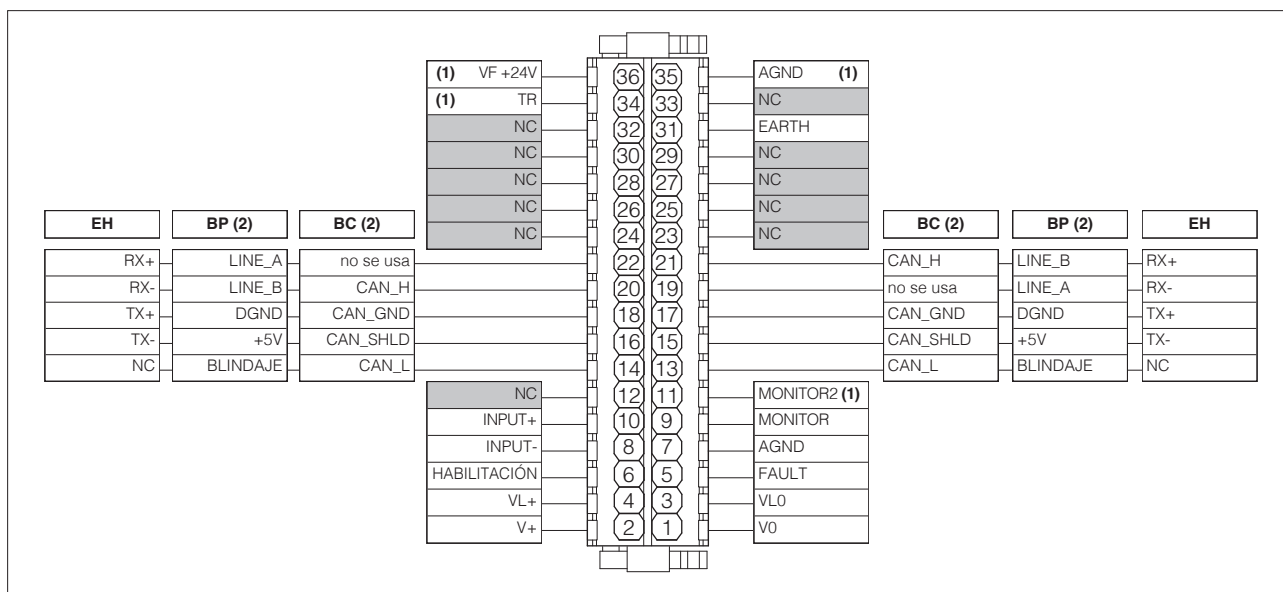 (1) VF +24V 36 35 AGND (1)
(1) TR 34 33 NC
NC 32 31 EARTH
NC 30 29 NC
NC 28 27 NC
NC 26 25 NC
NC 24 23 NC
EH BP (2) BC (2) BC (2) BP (2) EH
RX+ LINE_A no se usa 22 21 CAN_H LINE_B RX+
RX- LINE_B CAN_H 20 19 no se usa LINE_A RX-
TX+ DGND CAN_GND 18 17 CAN_GND DGND TX+
TX- +5V CAN_SHLD 16 15 CAN_SHLD +5V TX-
NC BLINDAJE CAN_L 14 13 CAN_L BLINDAJE NC
NC 12 11 MONITOR2 (1)
INPUT+ 10 9 MONITOR
INPUT- 8 7 AGND
HABILITACIÓN 6 5 FAULT
VL+ 4 3 VL0
V+ 2 1 V0